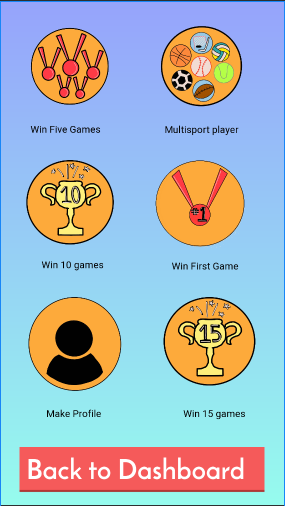 Win Five Games
Multisport player
10
Win 10 games
#1
Win First Game
Make Profile
15
Win 15 games
Back to Dashboard